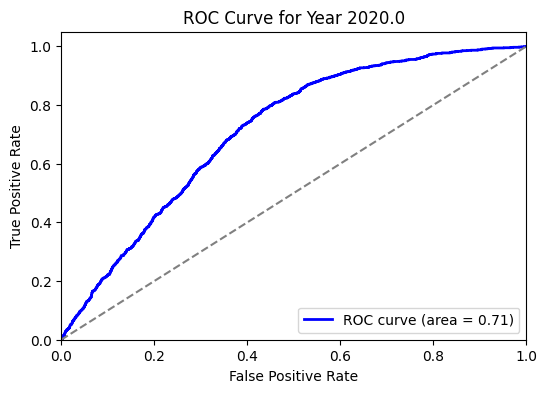 ROC Curve for Year 2020.0
1.0
0.8
0.6
0.4
0.2
0.0
True Positive Rate
ROC curve (area = 0.71)
0.0 0.2 0.4 0.6 0.8 1.0
False Positive Rate